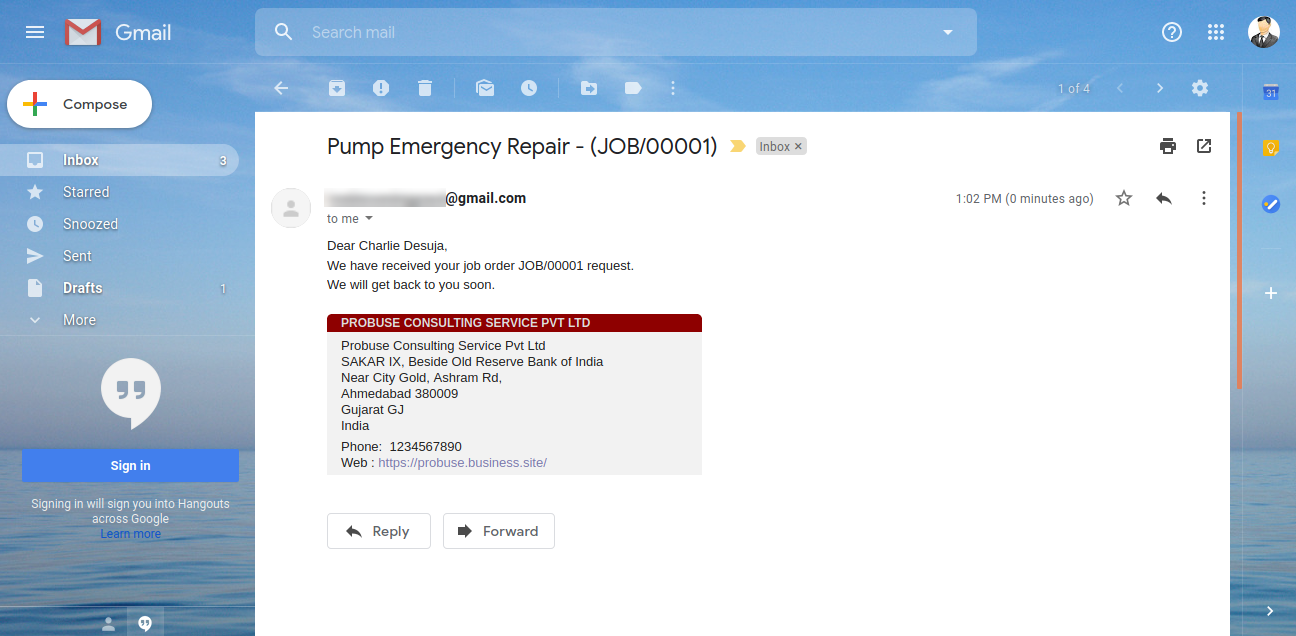 Gmail
Search mail
Compose
1 of 4
31
Inbox 3
Starred
Snoozed
Sent
Drafts 1
More
Sign in
Signing in will sign you into Hangouts
across Google
Learn more
Pump Emergency Repair - (JOB/00001)
Inbox ×
@gmail.com
1:02 PM (0 minutes ago)
to me
Dear Charlie Desuja,
We have received your job order JOB/00001 request.
We will get back to you soon.
PROBUSE CONSULTING SERVICE PVT LTD
Probuse Consulting Service Pvt Ltd
SAKAR IX, Beside Old Reserve Bank of India
Near City Gold, Ashram Rd,
Ahmedabad 380009
Gujarat GJ
India
Phone: 1234567890
Web : https://probuse.business.site/
Reply
Forward